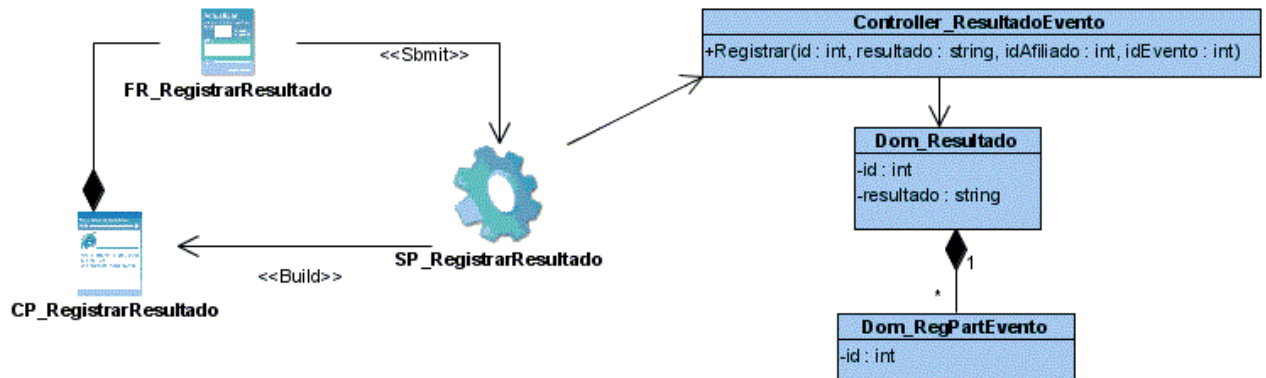 Controller_ResultadoEvento
+Registrar(id : int, resultado : string, idAfiliado : int, idEvento : int)
<<Sbmit>>
FR_RegistrarResultado
Dom_Resultado
-id : int
-resultado : string
SP_RegistrarResultado
<<Build>>
CP_RegistrarResultado
1
*
Dom_RegPartEvento
-id : int